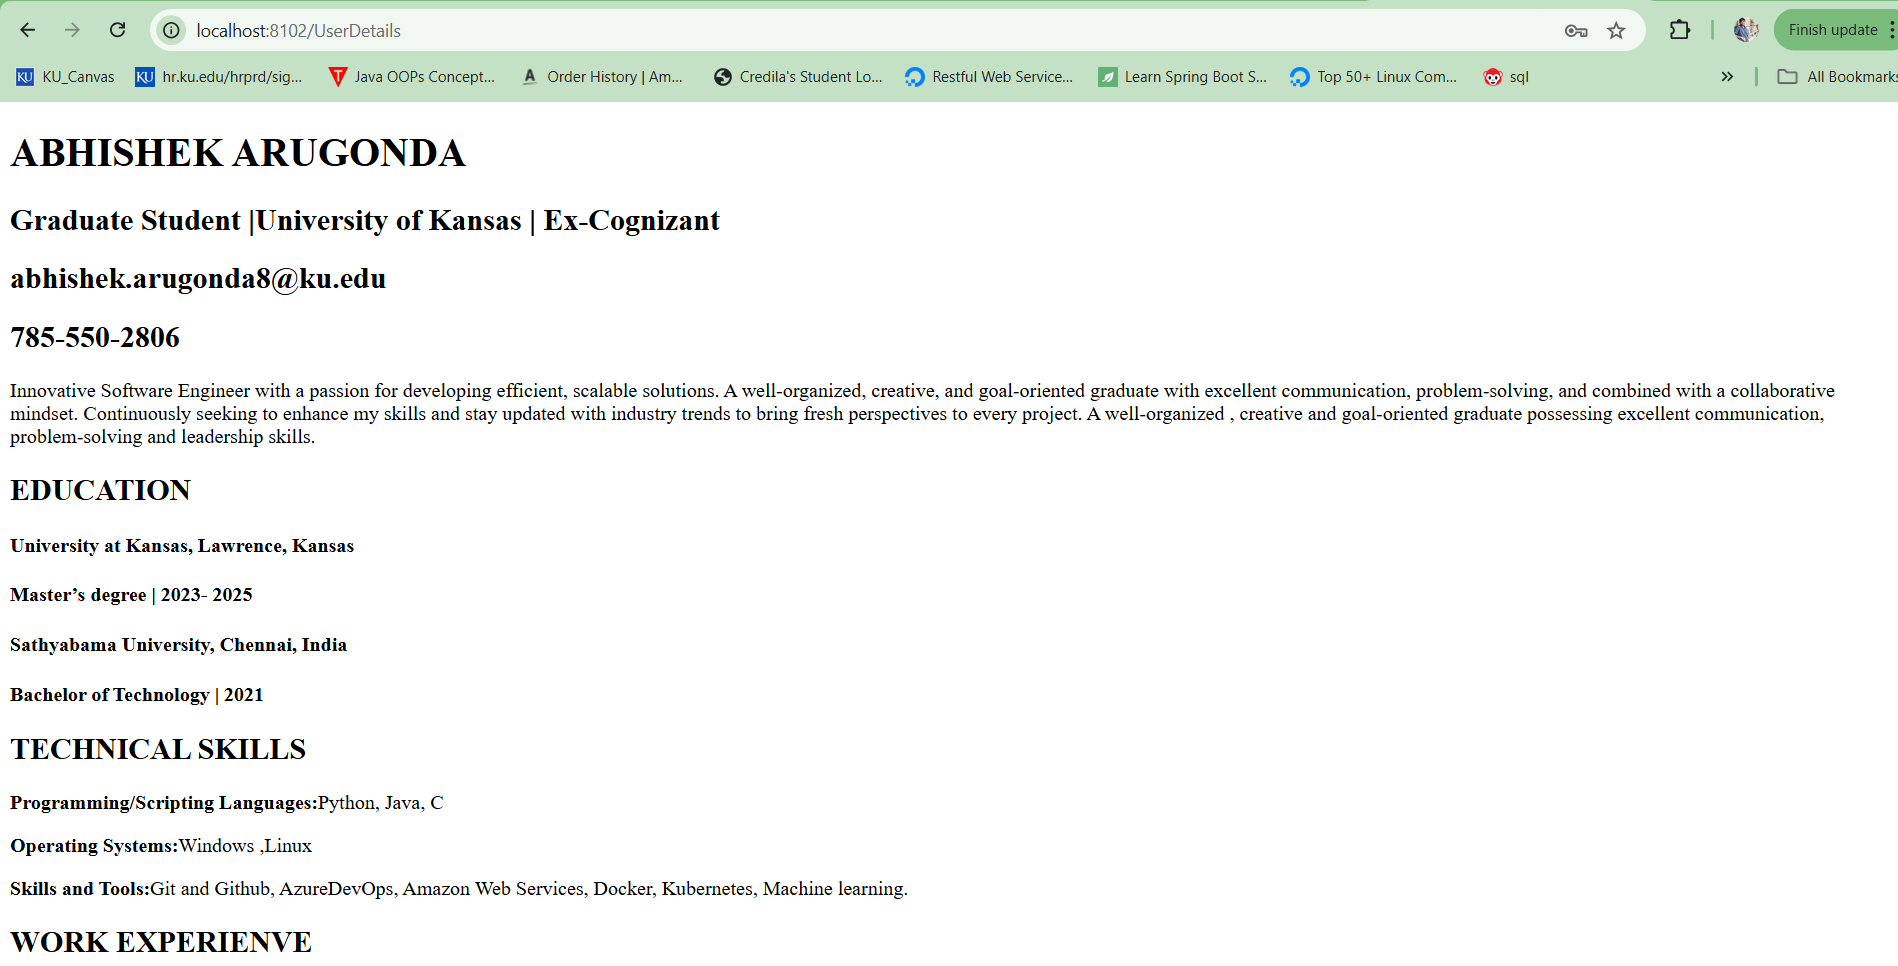 localhost:8102/UserDetails
Finish update
KU KU_Canvas KU hr.ku.edu/hrprd/sig... T Java OOPs Concept... A Order History | Am... Credila's Student Lo... Restful Web Service... Learn Spring Boot S... Top 50+ Linux Com... sql » All Bookmarks
ABHISHEK ARUGONDA
Graduate Student |University of Kansas | Ex-Cognizant
abhishek.arugonda8@ku.edu
785-550-2806
Innovative Software Engineer with a passion for developing efficient, scalable solutions. A well-organized, creative, and goal-oriented graduate with excellent communication, problem-solving, and combined with a collaborative
mindset. Continuously seeking to enhance my skills and stay updated with industry trends to bring fresh perspectives to every project. A well-organized , creative and goal-oriented graduate possessing excellent communication,
problem-solving and leadership skills.
EDUCATION
University at Kansas, Lawrence, Kansas
Master’s degree | 2023- 2025
Sathyabama University, Chennai, India
Bachelor of Technology | 2021
TECHNICAL SKILLS
Programming/Scripting Languages:Python, Java, C
Operating Systems:Windows ,Linux
Skills and Tools:Git and Github, AzureDevOps, Amazon Web Services, Docker, Kubernetes, Machine learning.
WORK EXPERIENVE